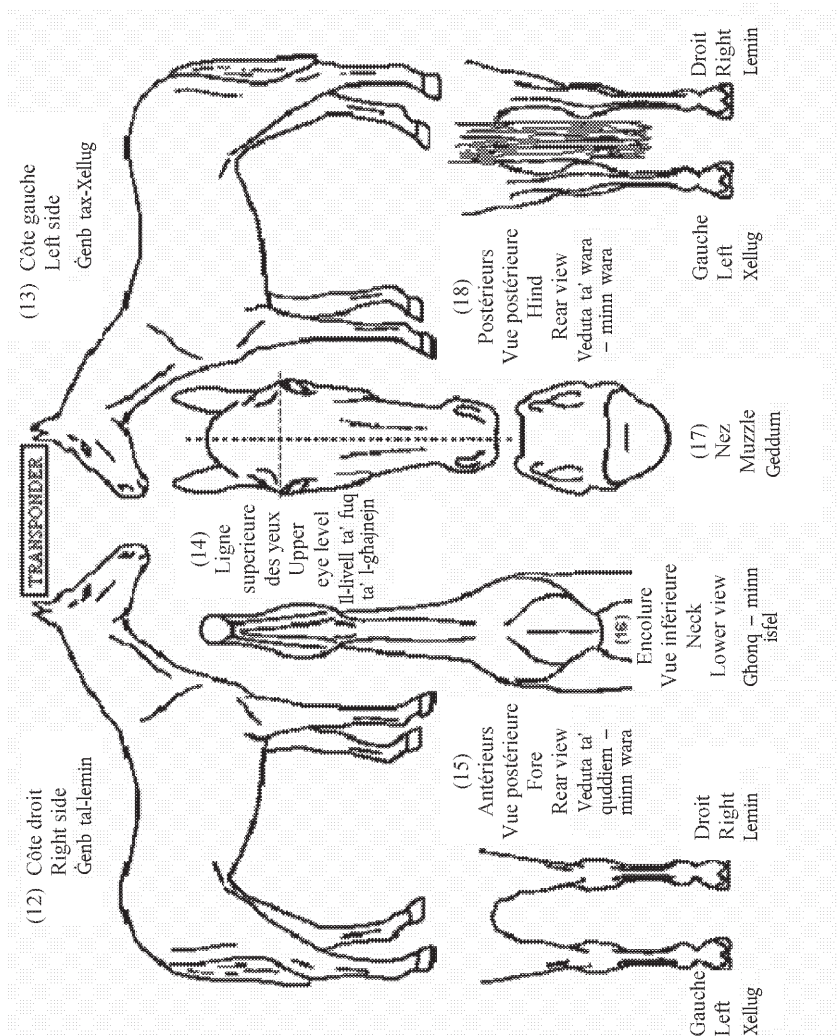 (12) Côte droit
Right side
Ġenb tal-lemin
TRANSPONDER
(13) Côte gauche
Left side
Ġenb tax-Xellug
(14)
Ligne
superieure
des yeux
Upper
eye level
Il-livell ta' fuq
ta' l-għajnejn
(15)
Antérieurs
Vue postérieure
Fore
Rear view
Veduta ta'
quddiem –
minn wara
Gauche
Left
Xellug
Droit
Right
Lemin
(16)
Encolure
Vue inférieure
Neck
Lower view
Għonq – minn
isfel
(17)
Nez
Muzzle
Geddum
(18)
Postérieurs
Vue postérieure
Hind
Rear view
Veduta ta' wara
– minn wara
Gauche
Left
Xellug
Droit
Right
Lemin